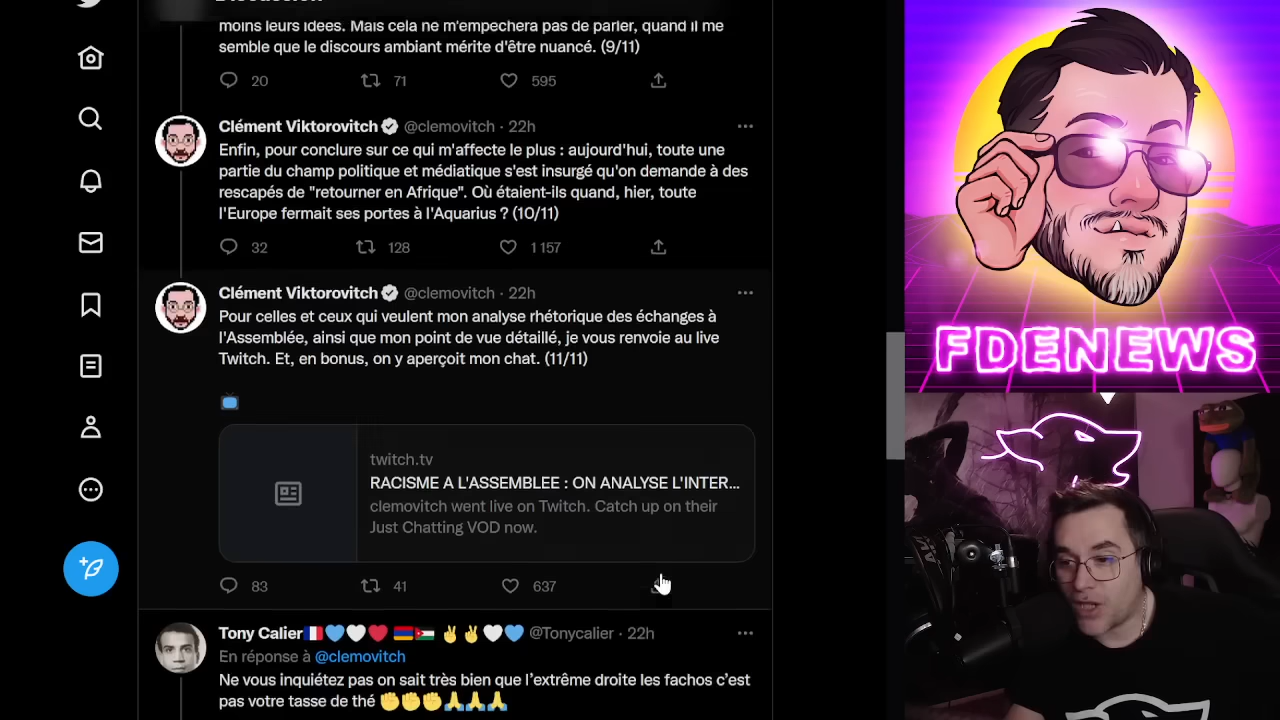 moins leurs idées. Mais cela ne m'empêchera pas de parler, quand il me
semble que le discours ambiant mérite d'être nuancé. (9/11)
20 71 595
Clément Viktorovitch @clemovitch · 22h
Enfin, pour conclure sur ce qui m'affecte le plus : aujourd'hui, toute une
partie du champ politique et médiatique s'est insurgé qu'on demande à des
rescapés de "retourner en Afrique". Où étaient-ils quand, hier, toute
l'Europe fermait ses portes à l'Aquarius ? (10/11)
32 128 1 157
Clément Viktorovitch @clemovitch · 22h
Pour celles et ceux qui veulent mon analyse rhétorique des échanges à
l'Assemblée, ainsi que mon point de vue détaillé, je vous renvoie au live
Twitch. Et, en bonus, on y aperçoit mon chat. (11/11)
twitch.tv
RACISME A L'ASSEMBLEE : ON ANALYSE L'INTER...
clemovitch went live on Twitch. Catch up on their
Just Chatting VOD now.
83 41 637
Tony Calier🇫🇷💙🤍❤️ 🇦🇲🇯🇴 ✌️✌️🤍💙 @Tonycalier · 22h
En réponse à @clemovitch
Ne vous inquiétez pas on sait très bien que l'extrême droite les fachos c'est
pas votre tasse de thé ✊✊✊🙏🙏🙏
FDENEWS